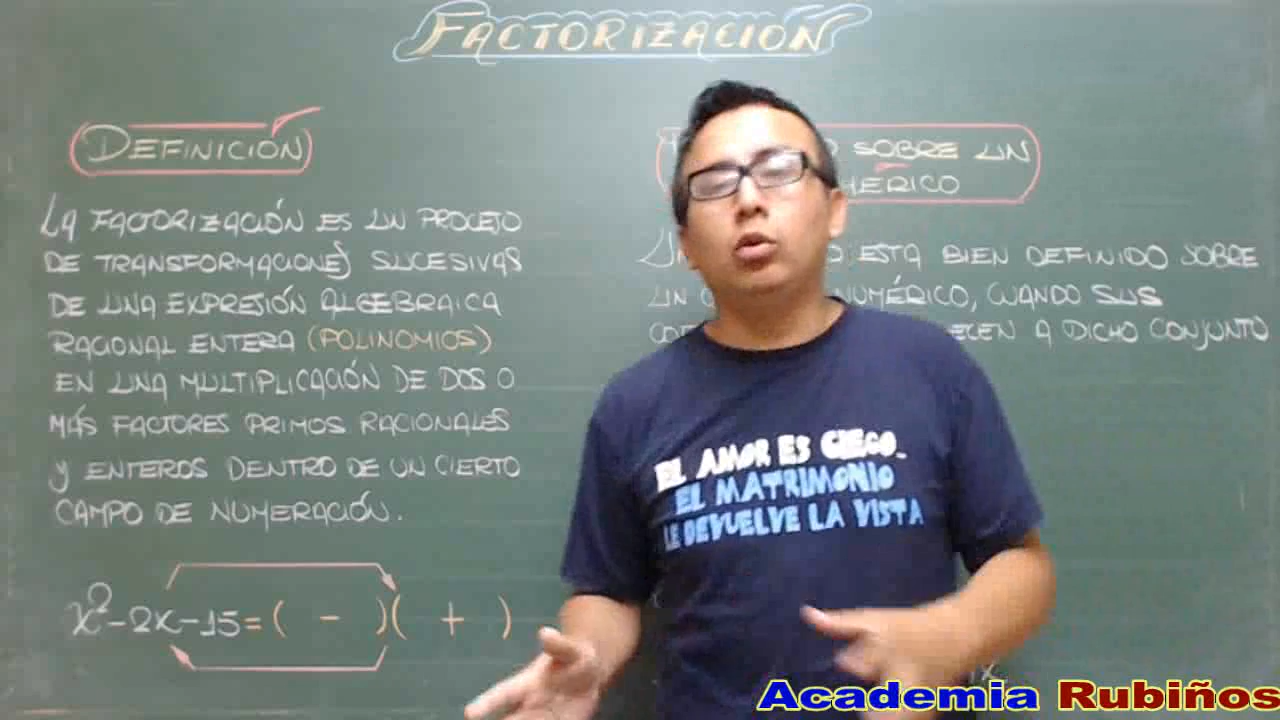 FACTORIZACIÓN
DEFINICIÓN
LA FACTORIZACIÓN ES UN PROCESO
DE TRANSFORMACIONES SUCESIVAS
DE UNA EXPRESIÓN ALGEBRAICA
RACIONAL ENTERA (POLINOMIOS)
EN UNA MULTIPLICACIÓN DE DOS O
MÁS FACTORES PRIMOS RACIONALES
Y ENTEROS DENTRO DE UN CIERTO
CAMPO DE NUMERACIÓN.
x²-2x-15=( - )( + )
SOBRE UN
ESTA BIEN DEFINIDO SOBRE
UN NUMÉRICO, CUANDO SUS
A DICHO CONJUNTO
EL AMOR ES CIEGO_
EL MATRIMONIO
LE DEVUELVE LA VISTA
Academia Rubiños